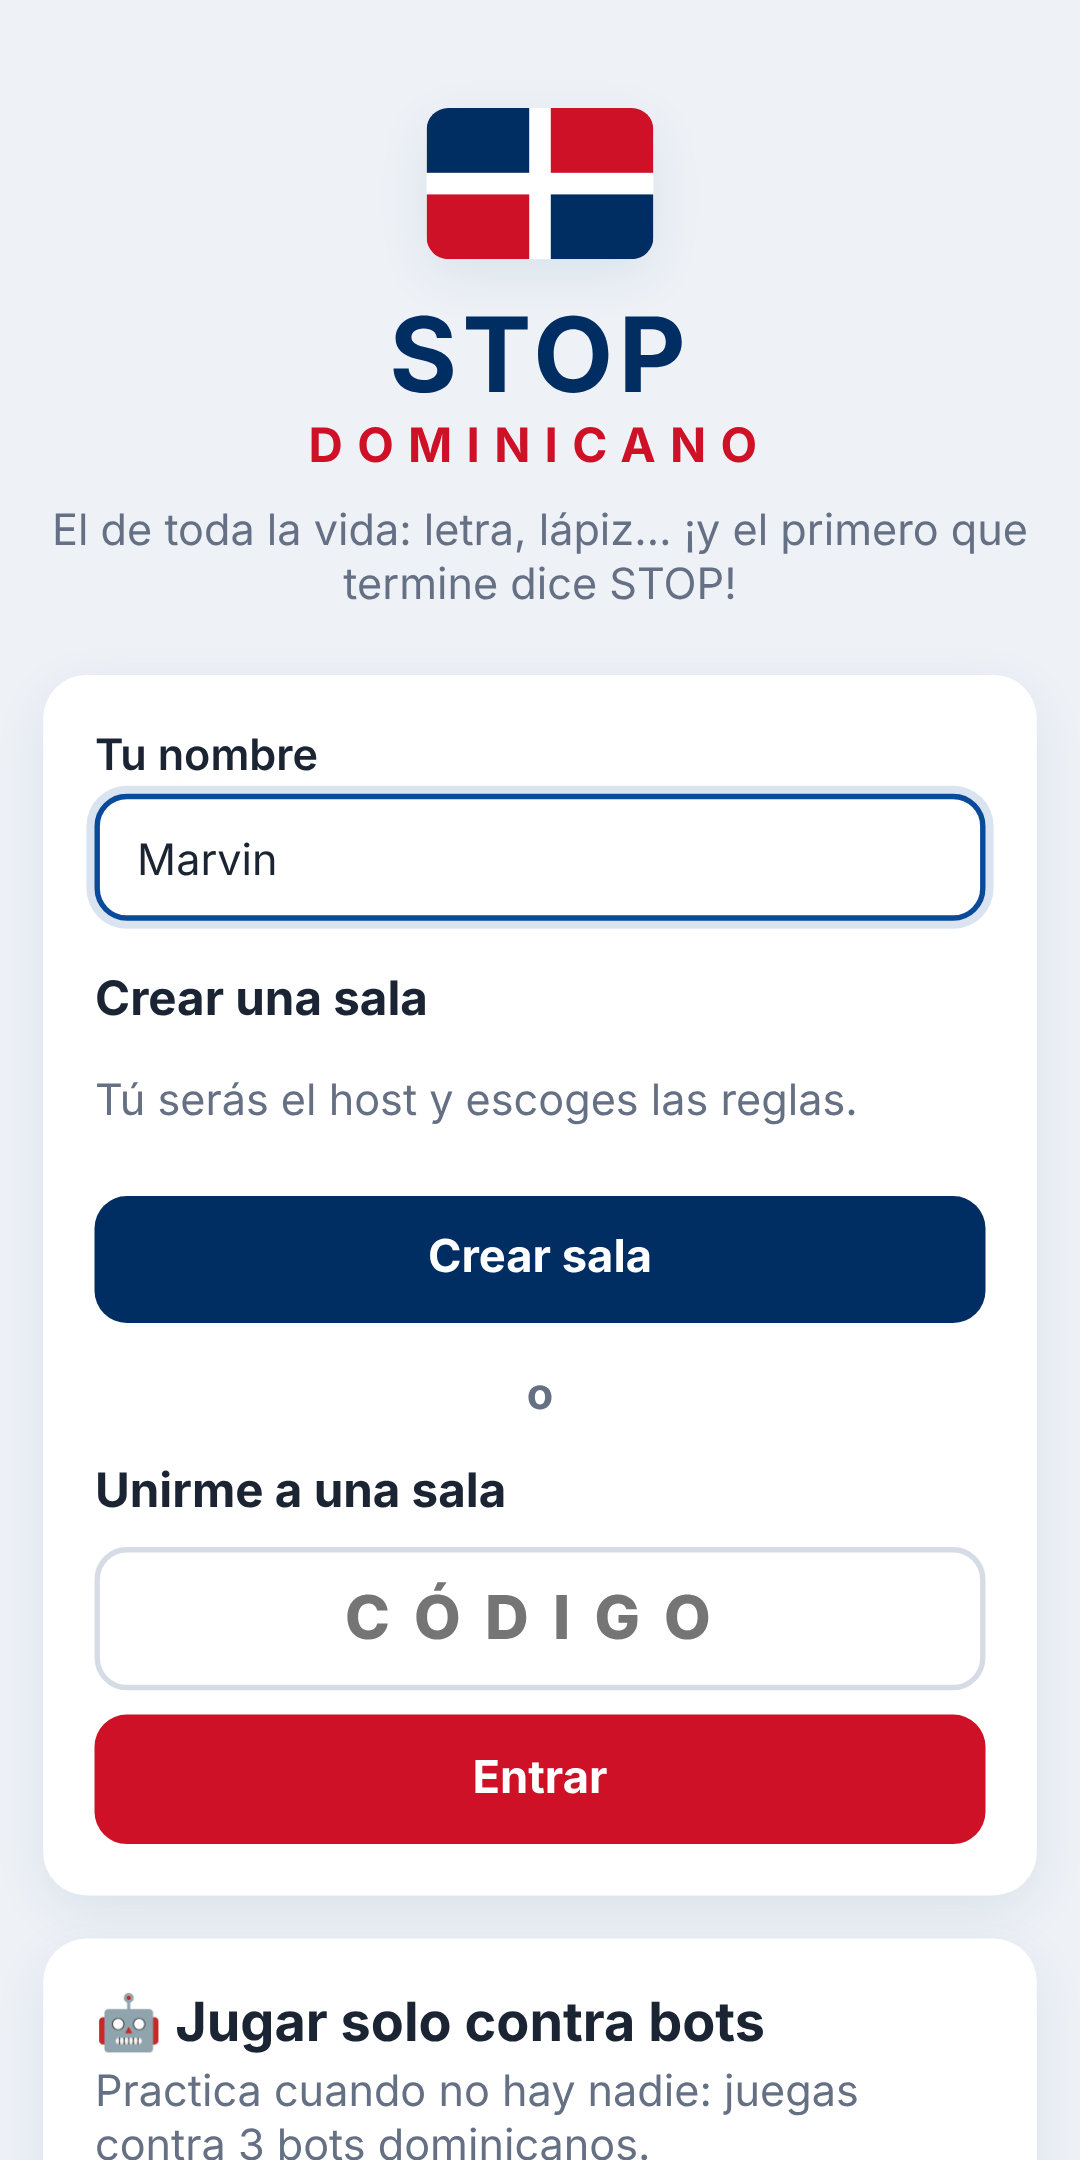 STOP
DOMINICANO
El de toda la vida: letra, lápiz... ¡y el primero que
termine dice STOP!
Tu nombre
Marvin
Crear una sala
Tú serás el host y escoges las reglas.
Crear sala
o
Unirme a una sala
CÓDIGO
Entrar
🤖 Jugar solo contra bots
Practica cuando no hay nadie: juegas
contra 3 bots dominicanos.